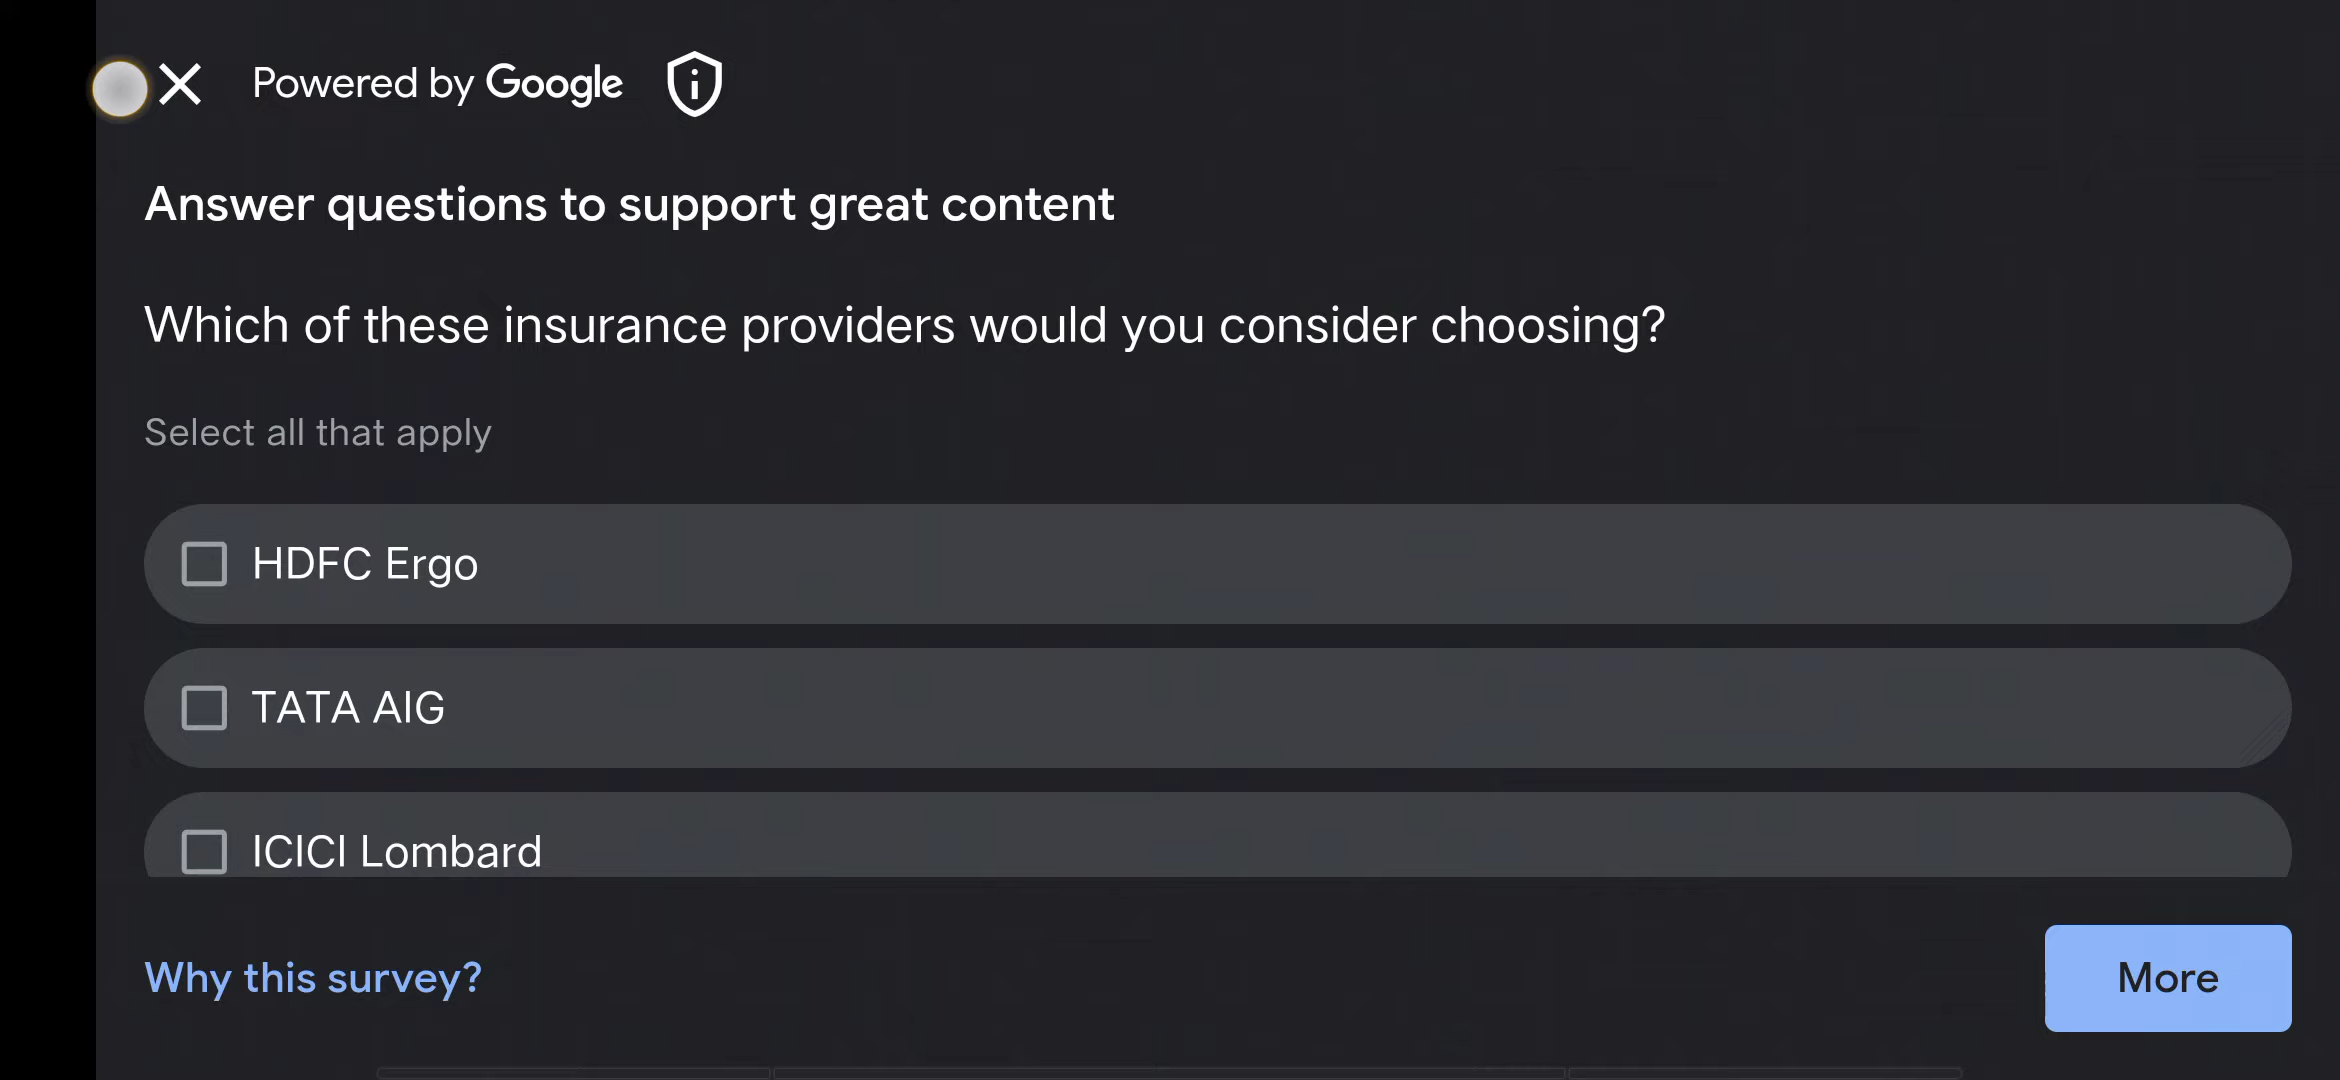 Powered by Google
Answer questions to support great content
Which of these insurance providers would you consider choosing?
Select all that apply
HDFC Ergo
TATA AIG
ICICI Lombard
Why this survey?
More